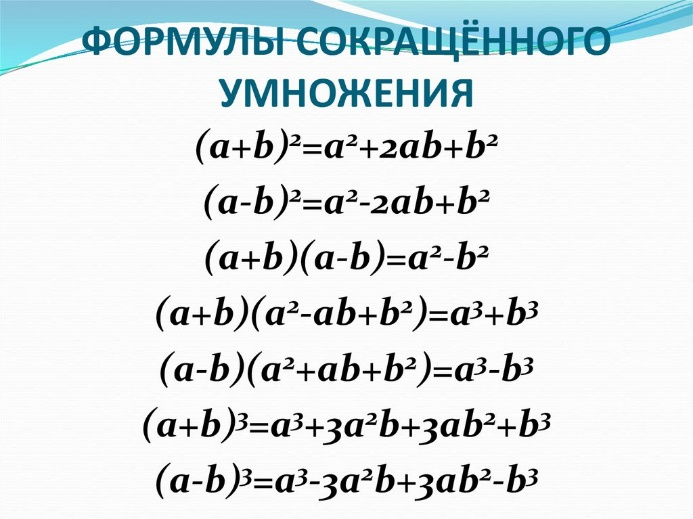 ФОРМУЛЫ СОКРАЩЁННОГО
УМНОЖЕНИЯ
(a+b)²=a²+2ab+b²
(a-b)²=a²-2ab+b²
(a+b)(a-b)=a²-b²
(a+b)(a²-ab+b²)=a³+b³
(a-b)(a²+ab+b²)=a³-b³
(a+b)³=a³+3a²b+3ab²+b³
(a-b)³=a³-3a²b+3ab²-b³